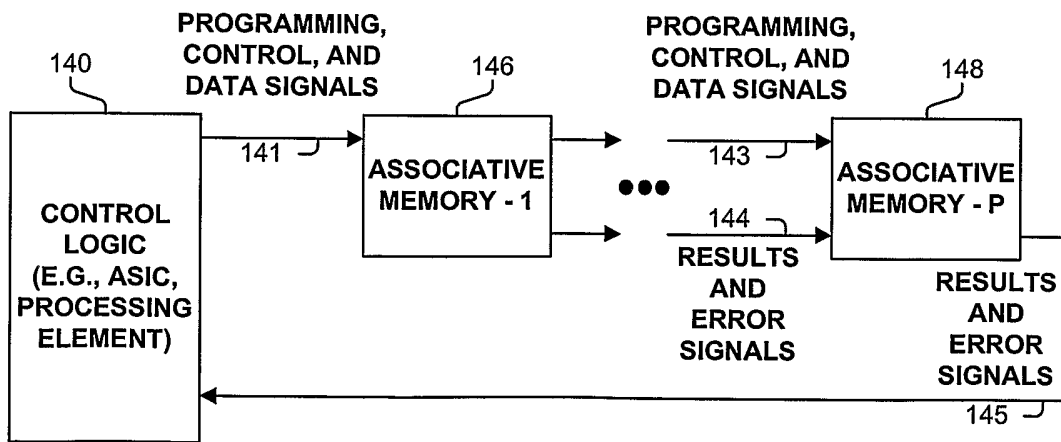 PROGRAMMING,
CONTROL, AND
DATA SIGNALS
PROGRAMMING,
CONTROL, AND
DATA SIGNALS
140
146
148
141
143
ASSOCIATIVE
MEMORY - 1
ASSOCIATIVE
MEMORY - P
CONTROL
LOGIC
(E.G., ASIC,
PROCESSING
ELEMENT)
144
RESULTS
AND
ERROR
SIGNALS
RESULTS
AND
ERROR
SIGNALS
145